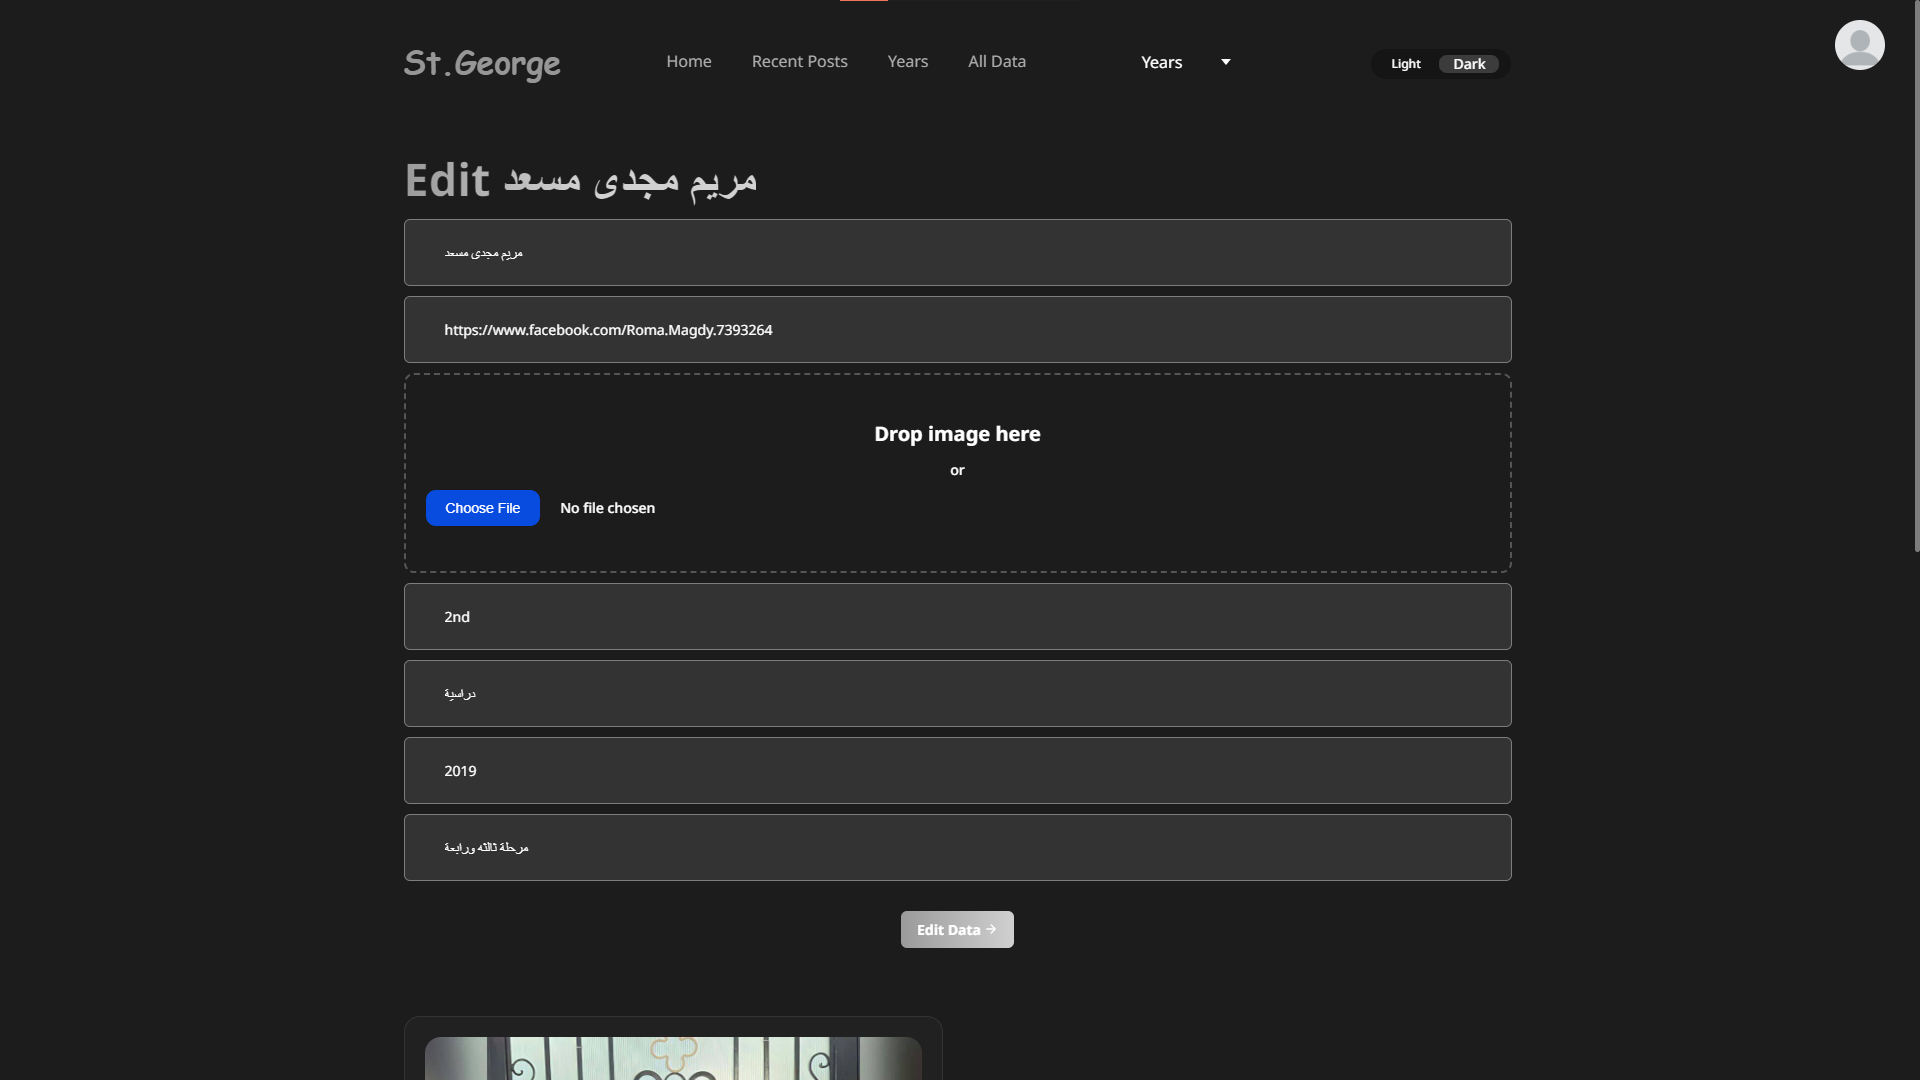 St.George
Home
Recent Posts
Years
All Data
Years
Light
Dark
Edit مريم مجدى مسعد
مريم مجدى مسعد
https://www.facebook.com/Roma.Magdy.7393264
Drop image here
or
Choose File
No file chosen
2nd
دراسية
2019
مرحلة ثالثه ورابعة
Edit Data →